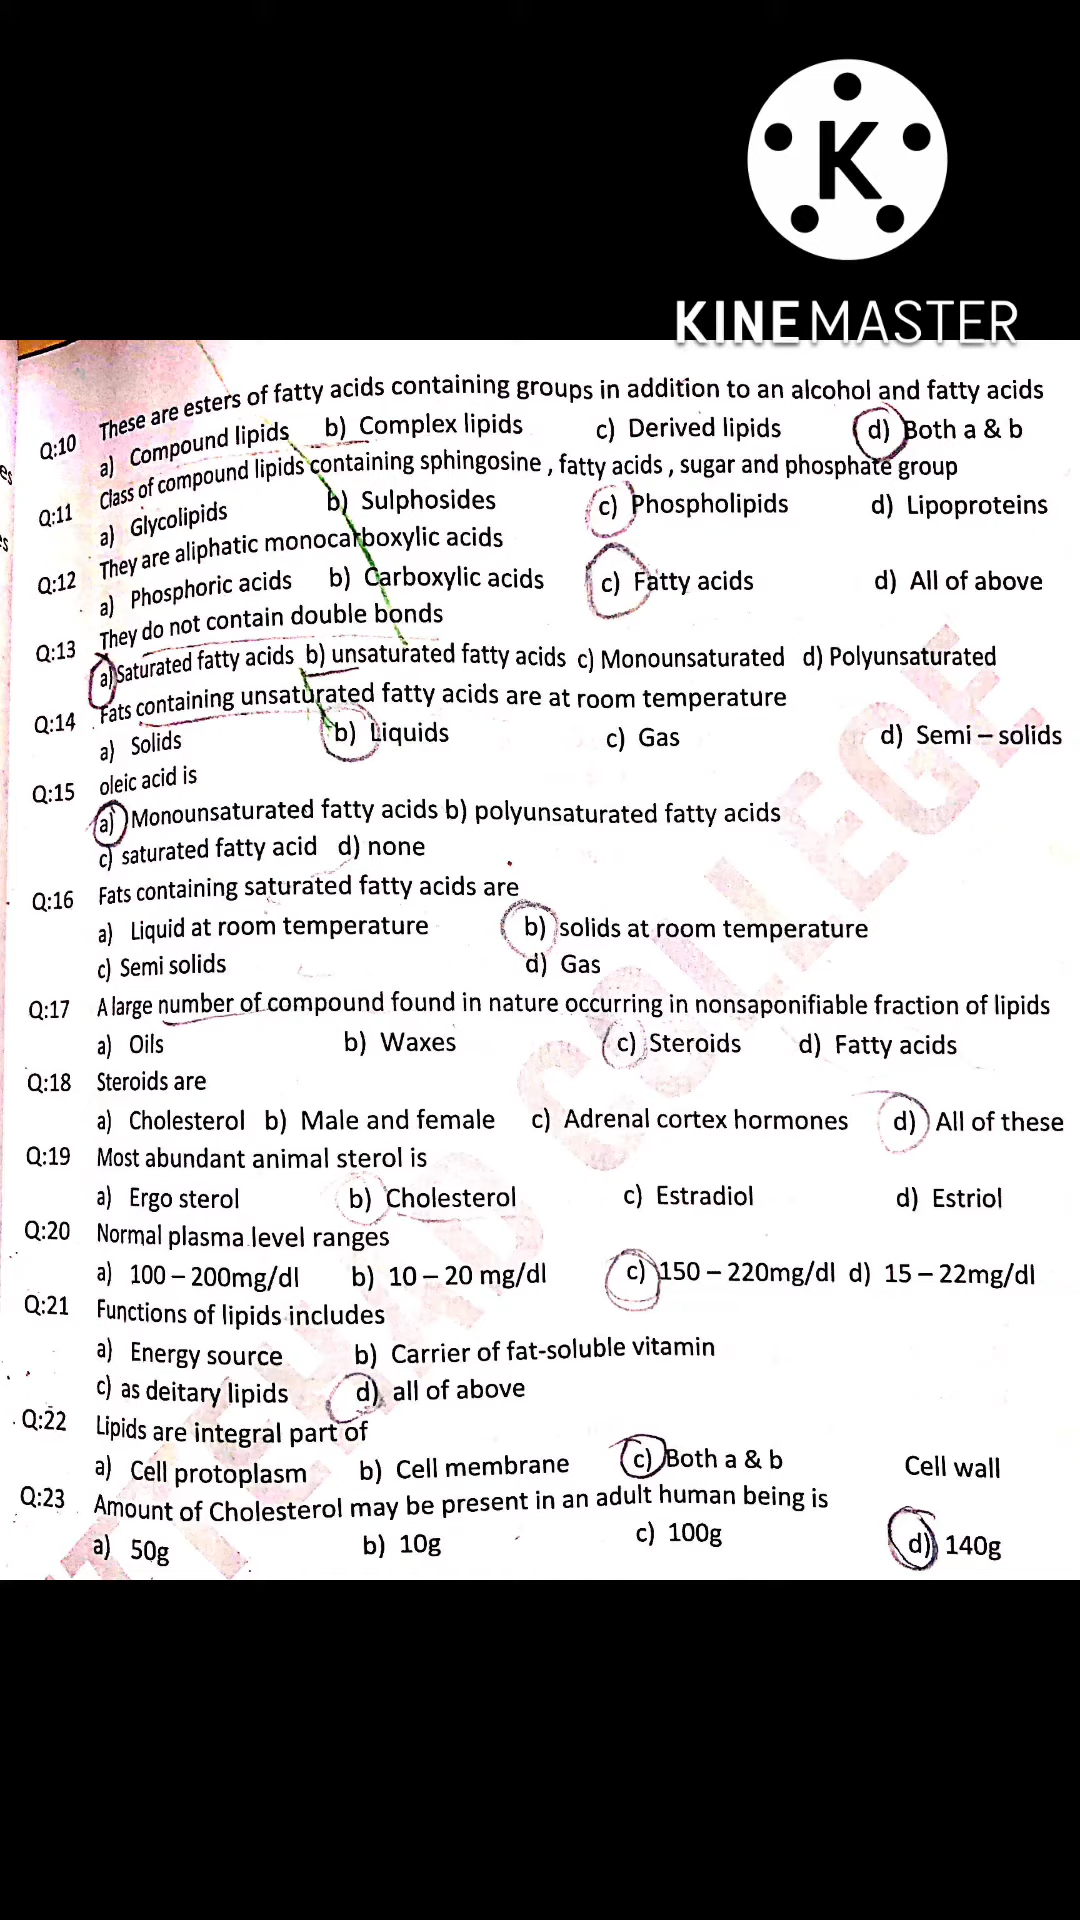 K
KINEMASTER
Q:10 These are esters of fatty acids containing groups in addition to an alcohol and fatty acids
a) Compound lipids b) Complex lipids c) Derived lipids d) Both a & b
Q:11 Class of compound lipids containing sphingosine , fatty acids , sugar and phosphate group
a) Glycolipids b) Sulphosides c) Phospholipids d) Lipoproteins
Q:12 They are aliphatic monocarboxylic acids
a) Phosphoric acids b) Carboxylic acids c) Fatty acids d) All of above
Q:13 They do not contain double bonds
a) Saturated fatty acids b) unsaturated fatty acids c) Monounsaturated d) Polyunsaturated
Q:14 Fats containing unsaturated fatty acids are at room temperature
a) Solids b) Liquids c) Gas d) Semi – solids
Q:15 oleic acid is
a) Monounsaturated fatty acids b) polyunsaturated fatty acids
c) saturated fatty acid d) none
Q:16 Fats containing saturated fatty acids are
a) Liquid at room temperature b) solids at room temperature
c) Semi solids d) Gas
Q:17 A large number of compound found in nature occurring in nonsaponifiable fraction of lipids
a) Oils b) Waxes c) Steroids d) Fatty acids
Q:18 Steroids are
a) Cholesterol b) Male and female c) Adrenal cortex hormones d) All of these
Q:19 Most abundant animal sterol is
a) Ergo sterol b) Cholesterol c) Estradiol d) Estriol
Q:20 Normal plasma level ranges
a) 100 – 200mg/dl b) 10 – 20 mg/dl c) 150 – 220mg/dl d) 15 – 22mg/dl
Q:21 Functions of lipids includes
a) Energy source b) Carrier of fat-soluble vitamin
c) as deitary lipids d) all of above
Q:22 Lipids are integral part of
a) Cell protoplasm b) Cell membrane c) Both a & b Cell wall
Q:23 Amount of Cholesterol may be present in an adult human being is
a) 50g b) 10g c) 100g d) 140g